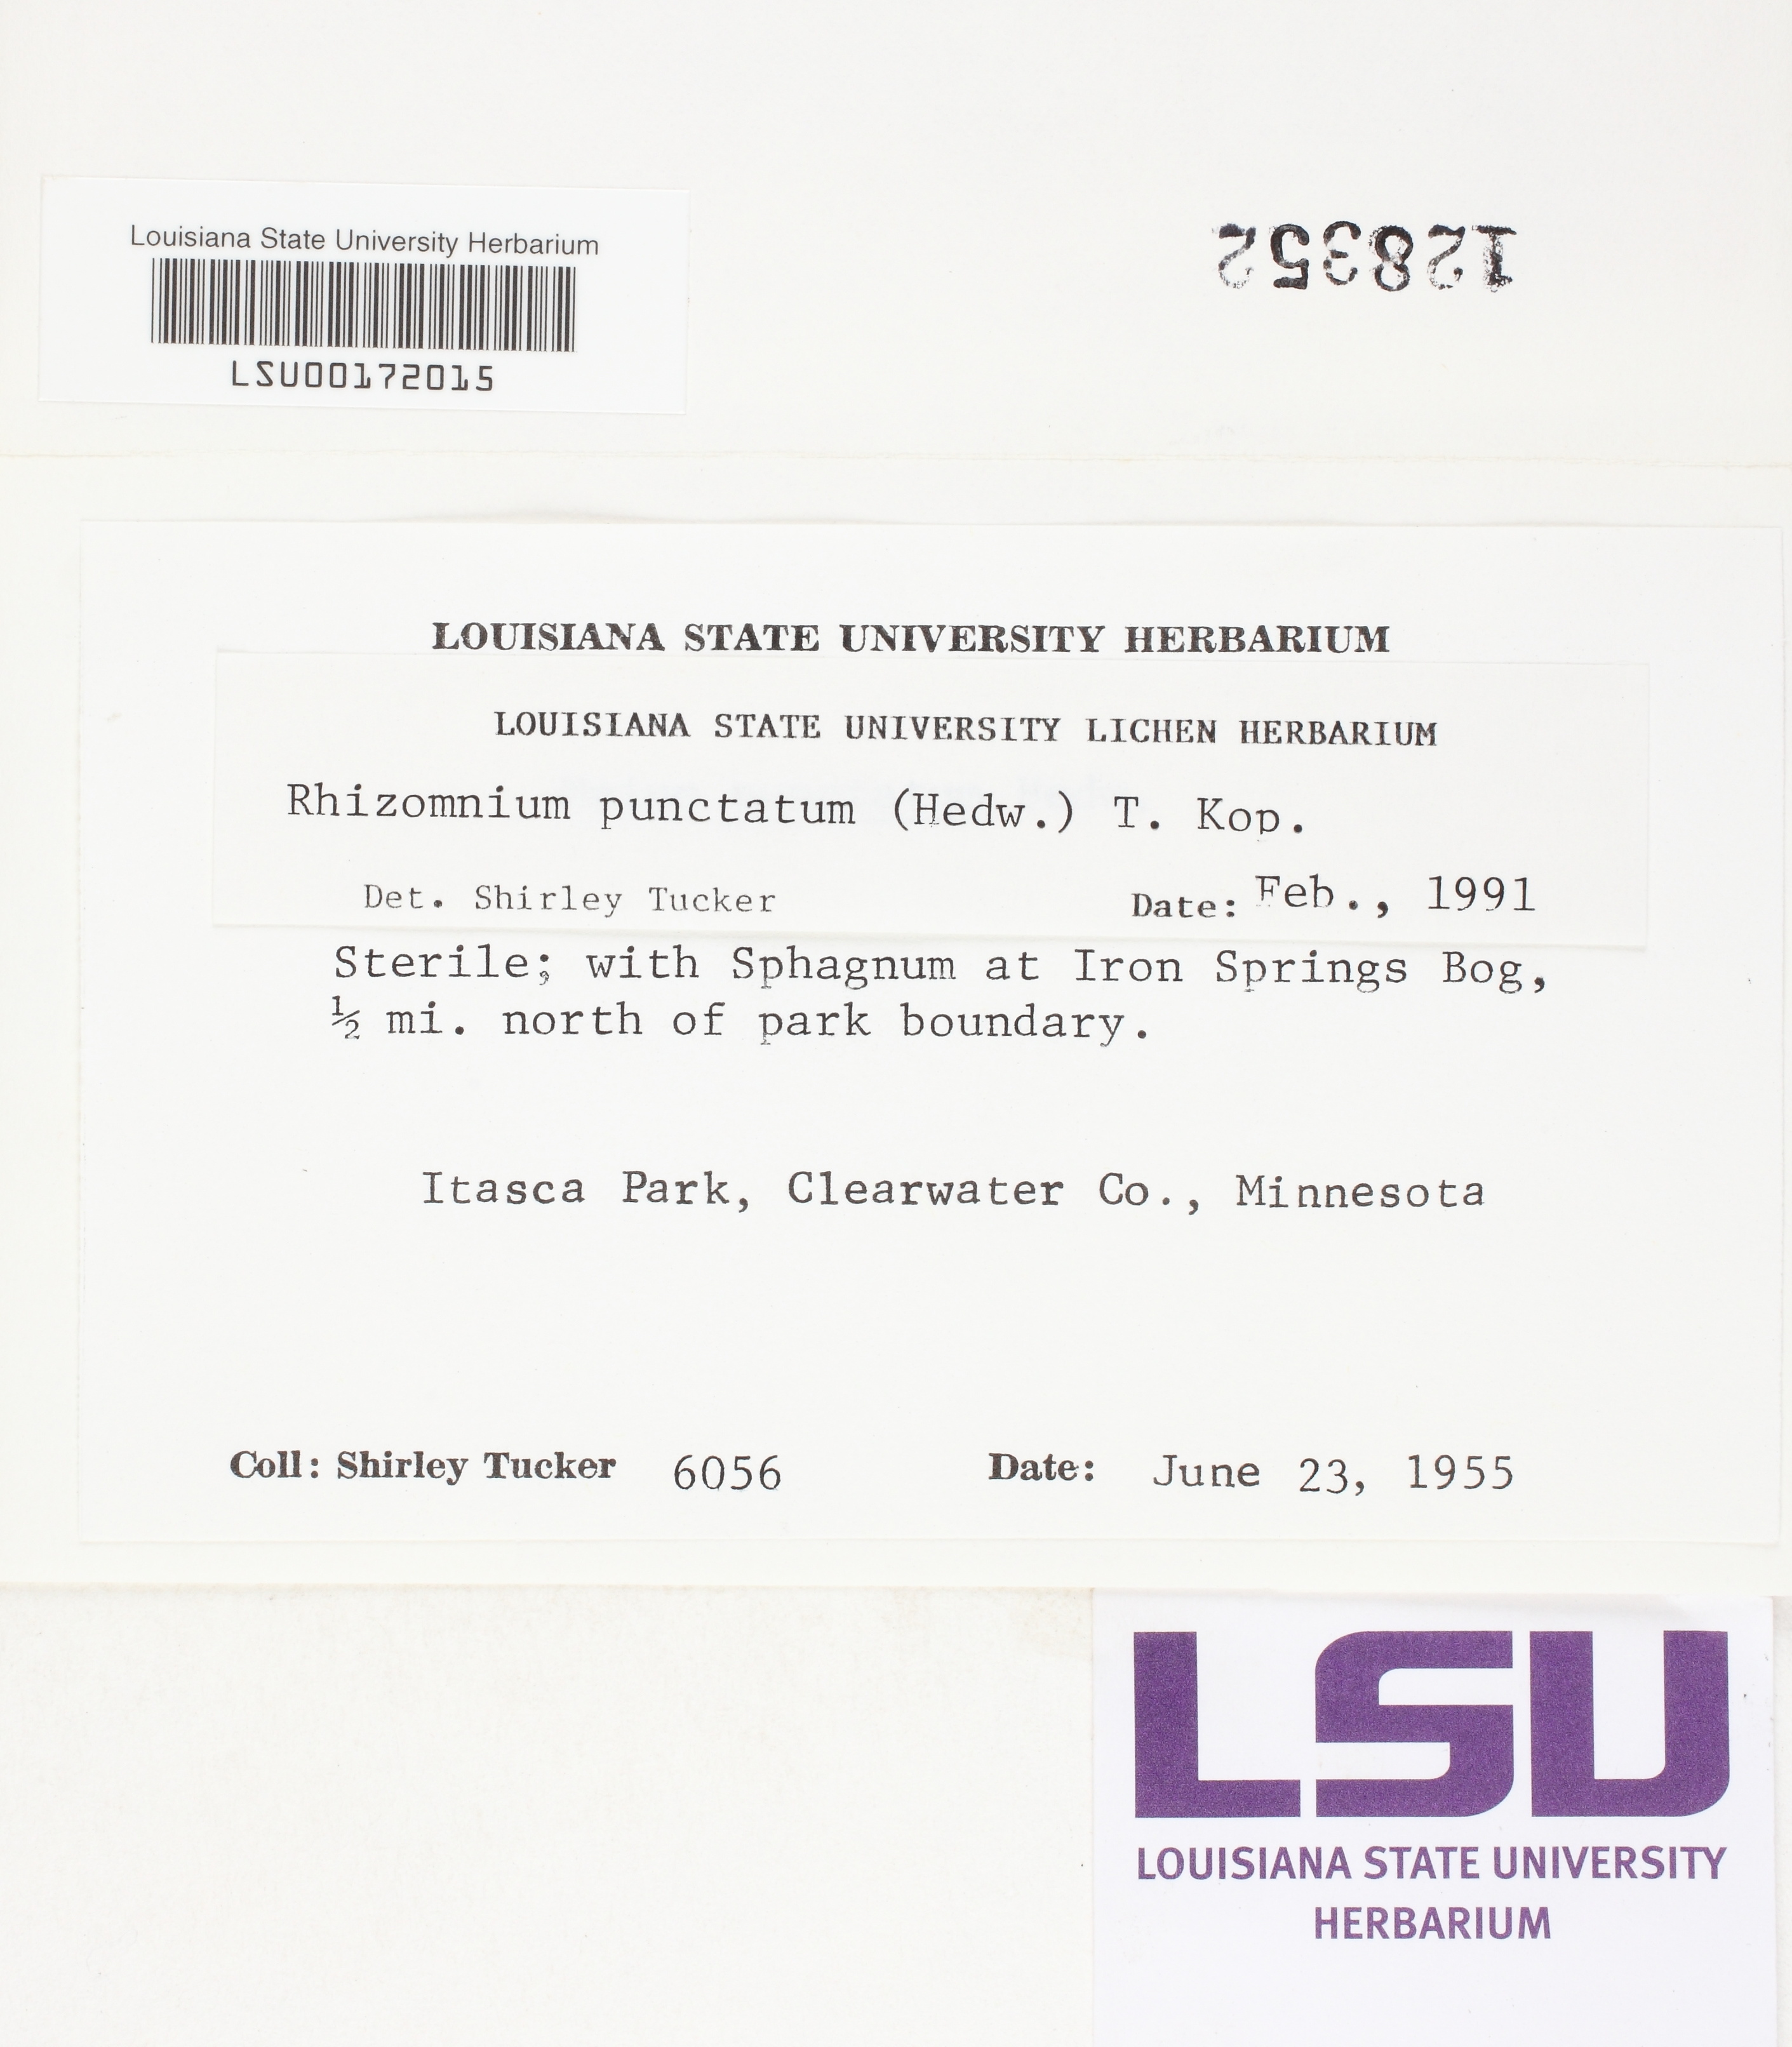 Louisiana State University Herbarium
LSU00172015
128352
LOUISIANA STATE UNIVERSITY HERBARIUM
LOUISIANA STATE UNIVERSITY LICHEN HERBARIUM
Rhizomnium punctatum (Hedw.) T. Kop.
Det. Shirley Tucker Date: Feb., 1991
Sterile; with Sphagnum at Iron Springs Bog,
½ mi. north of park boundary.
Itasca Park, Clearwater Co., Minnesota
Coll: Shirley Tucker 6056 Date: June 23, 1955
LSU
LOUISIANA STATE UNIVERSITY
HERBARIUM